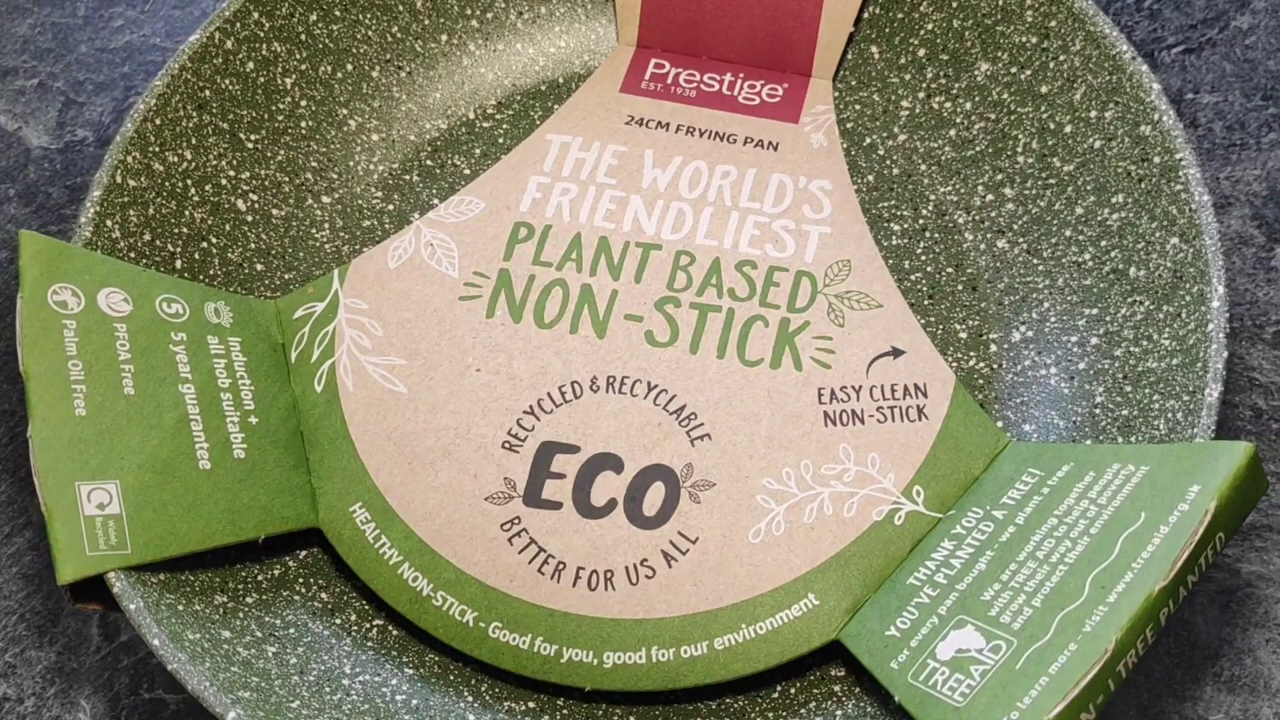 Prestige®
EST. 1938
24CM FRYING PAN
THE WORLD'S
FRIENDLIEST
PLANT BASED
NON-STICK
EASY CLEAN
NON-STICK
RECYCLED & RECYCLABLE
ECO
BETTER FOR US ALL
HEALTHY NON-STICK - Good for you, good for our environment
Induction +
all hob suitable
5
5 year guarantee
PFOA Free
Palm Oil Free
Widely
Recycled
THANK YOU
YOU'VE PLANTED A TREE!
For every pan bought - we plant a tree.
We are working together
with TREE AID to help people
grow their way out of poverty
and protect their environment
TREE AID
To learn more - visit www.treeaid.org.uk
1 TREE PLANTED